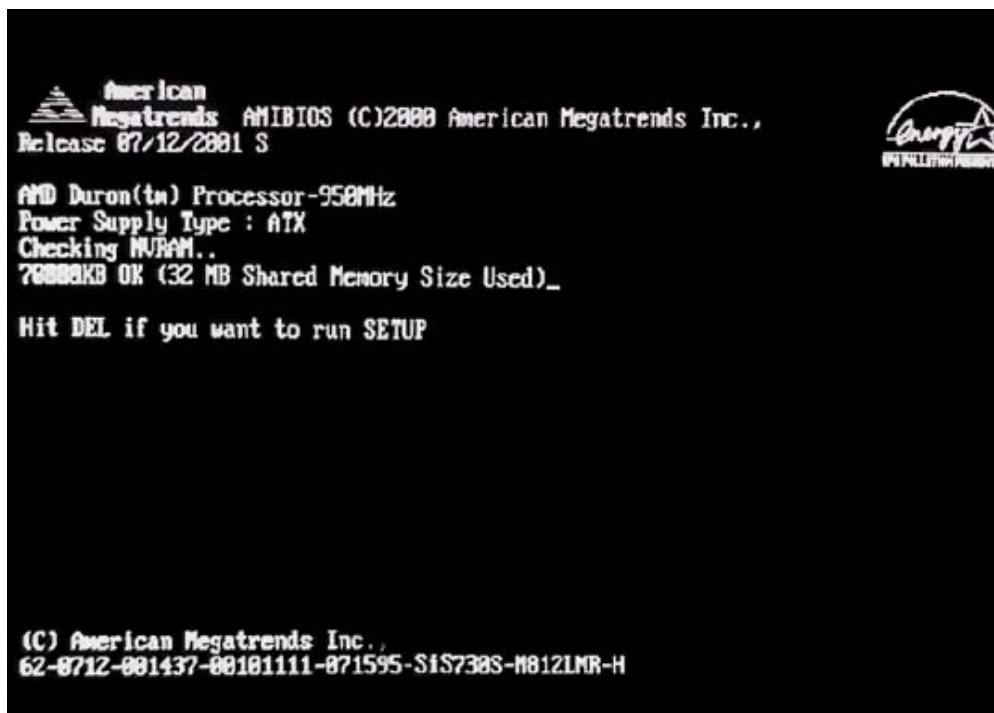 American
Megatrends AMIBIOS (C)2000 American Megatrends Inc.,
Release 07/12/2001 S
energy
AMD Duron(tm) Processor-950MHz
Power Supply Type : ATX
Checking NVRAM..
OK (32 MB Shared Memory Size Used)_
Hit DEL if you want to run SETUP
(C) American Megatrends Inc.,
62-0712-001437-00101111-071595-SiS730S-M812LMR-H